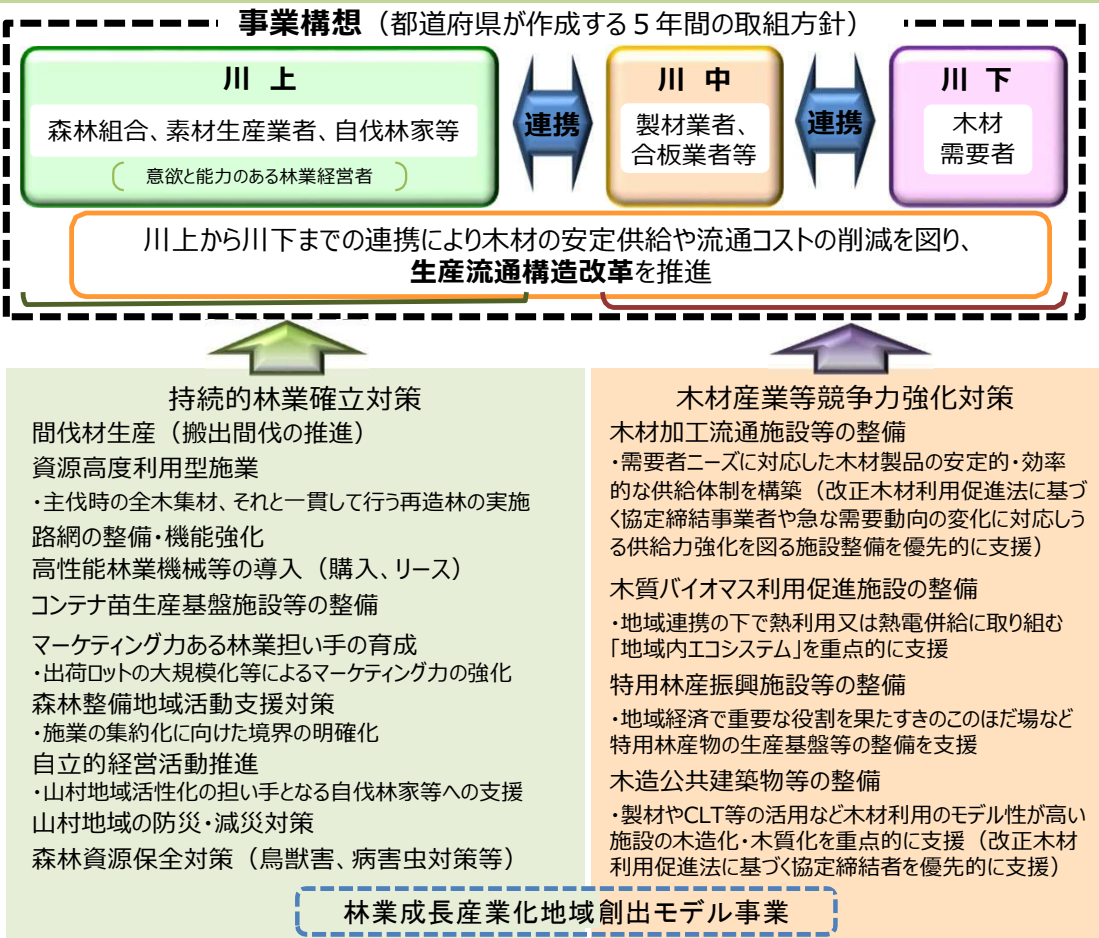 事業構想（都道府県が作成する５年間の取組方針）
川 上
森林組合、素材生産業者、自伐林家等
（ 意欲と能力のある林業経営者 ）
連携
川 中
製材業者、
合板業者等
連携
川 下
木材
需要者
川上から川下までの連携により木材の安定供給や流通コストの削減を図り、
生産流通構造改革を推進
持続的林業確立対策
間伐材生産（搬出間伐の推進）
資源高度利用型施業
・主伐時の全木集材、それと一貫して行う再造林の実施
路網の整備・機能強化
高性能林業機械等の導入（購入、リース）
コンテナ苗生産基盤施設等の整備
マーケティング力ある林業担い手の育成
・出荷ロットの大規模化等によるマーケティング力の強化
森林整備地域活動支援対策
・施業の集約化に向けた境界の明確化
自立的経営活動推進
・山村地域活性化の担い手となる自伐林家等への支援
山村地域の防災・減災対策
森林資源保全対策（鳥獣害、病害虫対策等）
木材産業等競争力強化対策
木材加工流通施設等の整備
・需要者ニーズに対応した木材製品の安定的・効率
的な供給体制を構築（改正木材利用促進法に基づ
く協定締結事業者や急な需要動向の変化に対応しう
る供給力強化を図る施設整備を優先的に支援）
木質バイオマス利用促進施設の整備
・地域連携の下で熱利用又は熱電併給に取り組む
「地域内エコシステム」を重点的に支援
特用林産振興施設等の整備
・地域経済で重要な役割を果たすきのこのほだ場など
特用林産物の生産基盤等の整備を支援
木造公共建築物等の整備
・製材やCLT等の活用など木材利用のモデル性が高い
施設の木造化・木質化を重点的に支援（改正木材
利用促進法に基づく協定締結者を優先的に支援）
林業成長産業化地域創出モデル事業